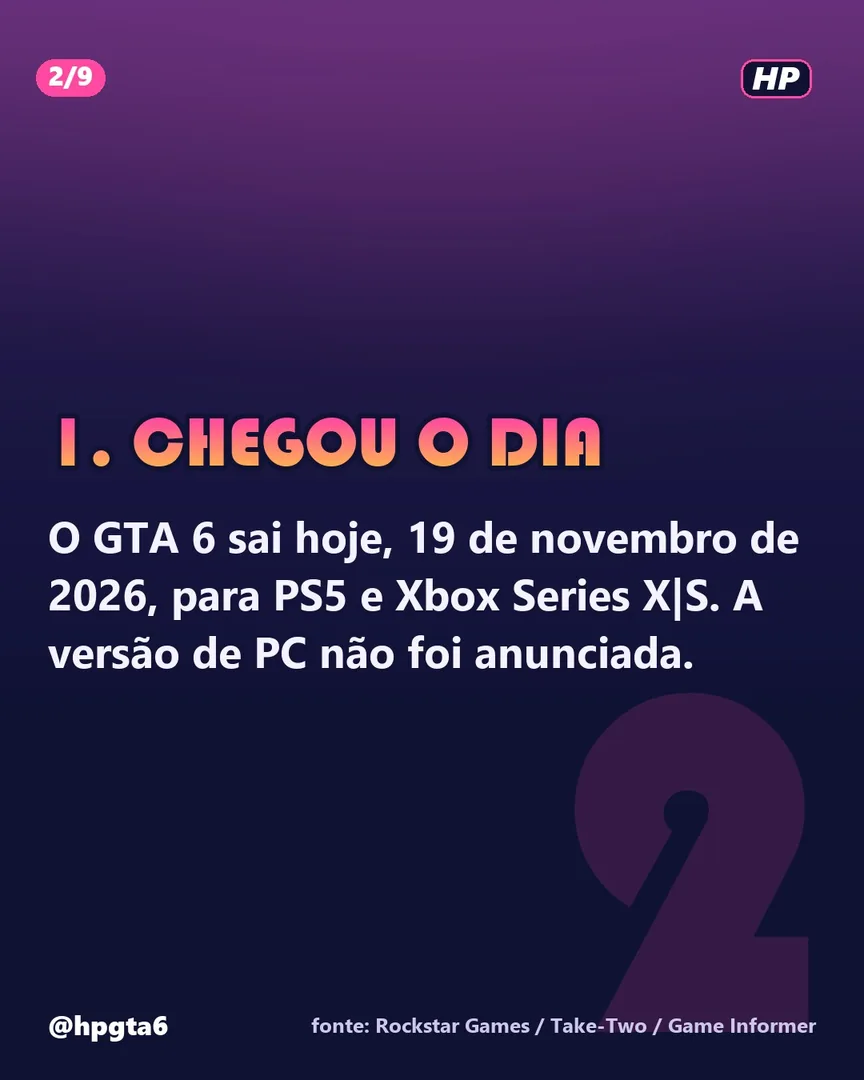 2/9
HP
1. CHEGOU O DIA
O GTA 6 sai hoje, 19 de novembro de
2026, para PS5 e Xbox Series X|S. A
versão de PC não foi anunciada.
2
@hpgta6
fonte: Rockstar Games / Take-Two / Game Informer